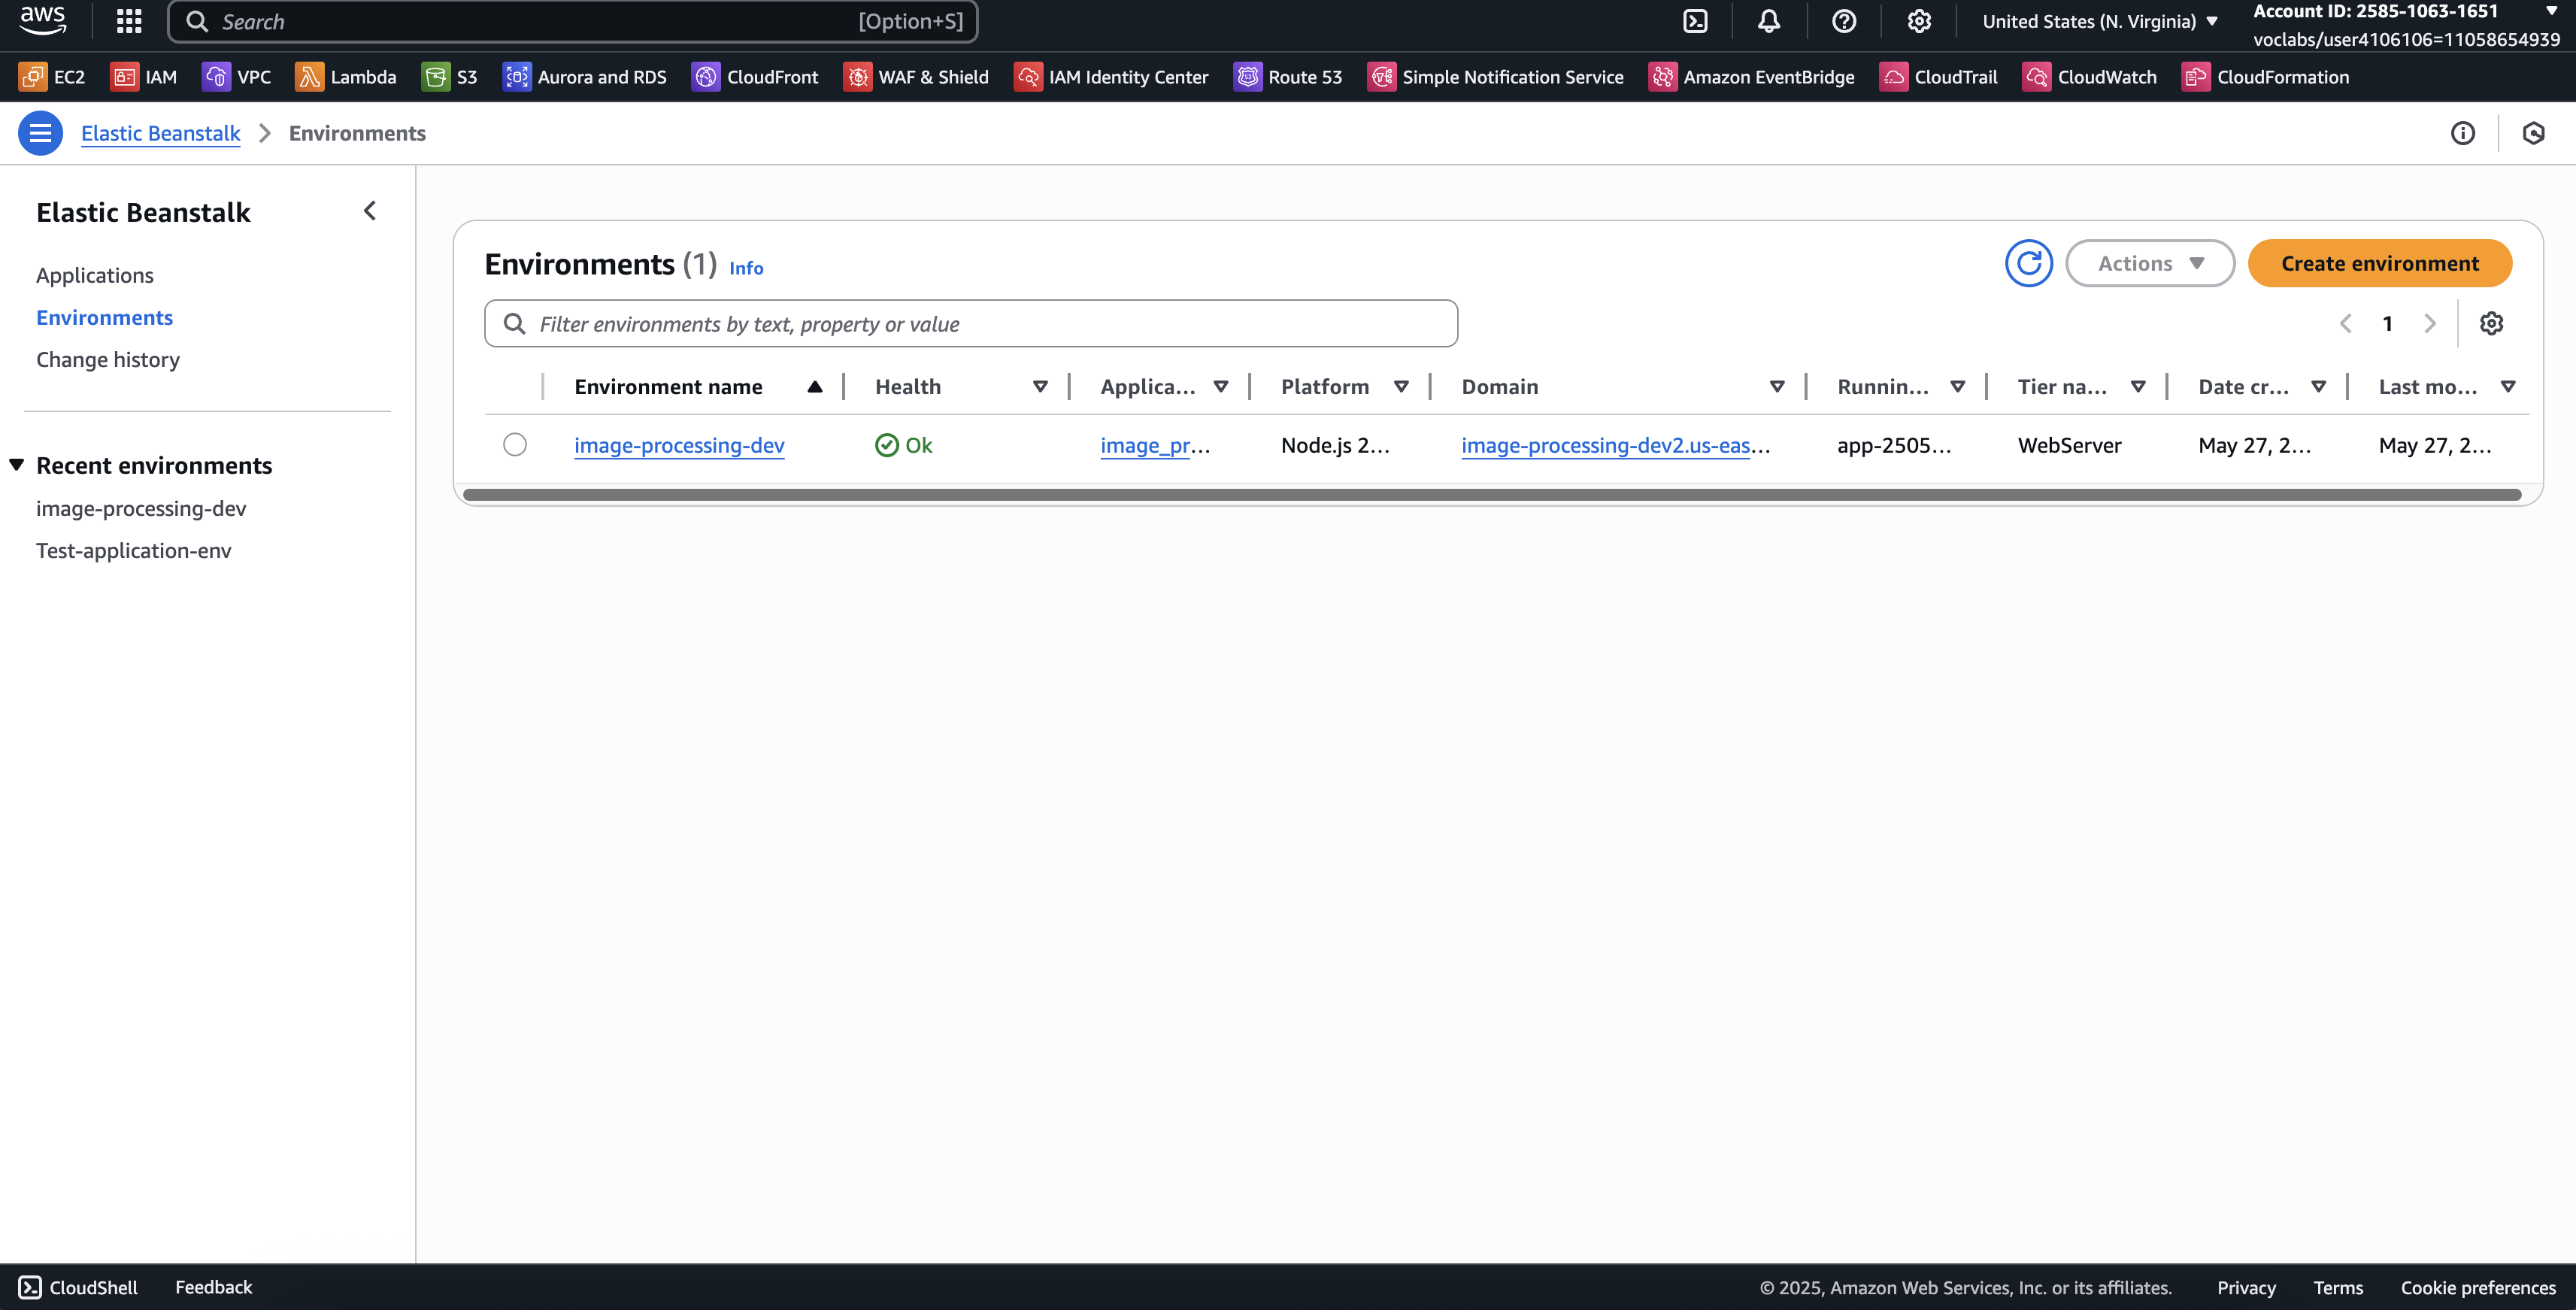 aws
Search [Option+S]
United States (N. Virginia)
Account ID: 2585-1063-1651
voclabs/user4106106=11058654939
EC2 IAM VPC Lambda S3 Aurora and RDS CloudFront WAF & Shield IAM Identity Center Route 53 Simple Notification Service Amazon EventBridge CloudTrail CloudWatch CloudFormation
Elastic Beanstalk Environments
Elastic Beanstalk
Applications
Environments
Change history
Recent environments
image-processing-dev
Test-application-env
Environments (1) Info
Actions
Create environment
Filter environments by text, property or value
1
Environment name Health Applica... Platform Domain Runnin... Tier na... Date cr... Last mo...
image-processing-dev Ok image_pr... Node.js 2... image-processing-dev2.us-eas... app-2505... WebServer May 27, 2... May 27, 2...
CloudShell Feedback © 2025, Amazon Web Services, Inc. or its affiliates. Privacy Terms Cookie preferences